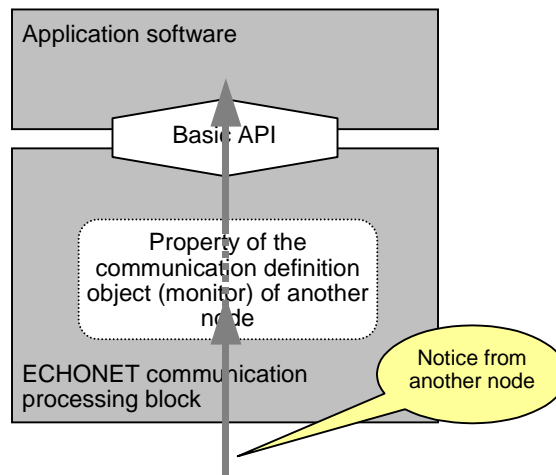 Application software
Basic API
Property of the
communication definition
object (monitor) of another
node
Notice from
another node
ECHONET communication
processing block